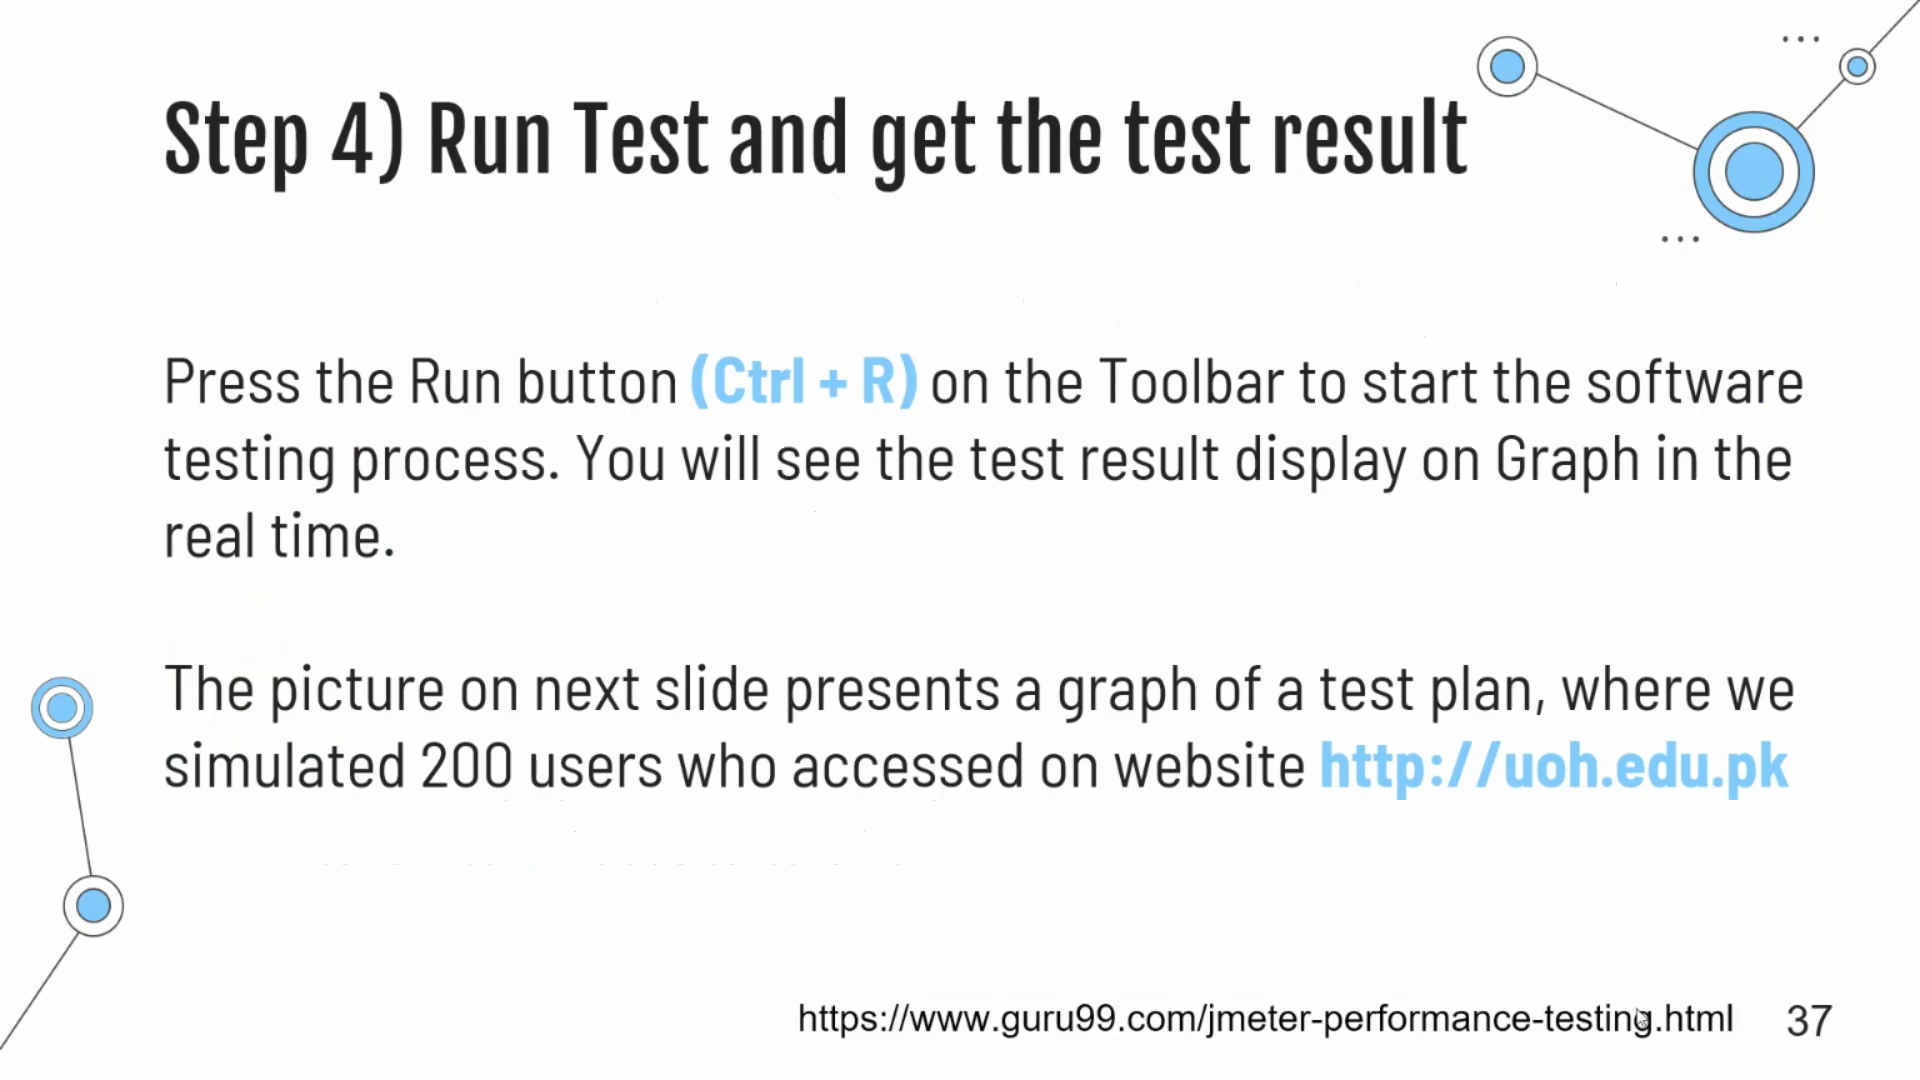 Step 4) Run Test and get the test result
Press the Run button (Ctrl + R) on the Toolbar to start the software
testing process. You will see the test result display on Graph in the
real time.
The picture on next slide presents a graph of a test plan, where we
simulated 200 users who accessed on website http://uoh.edu.pk
https://www.guru99.com/jmeter-performance-testing.html
37